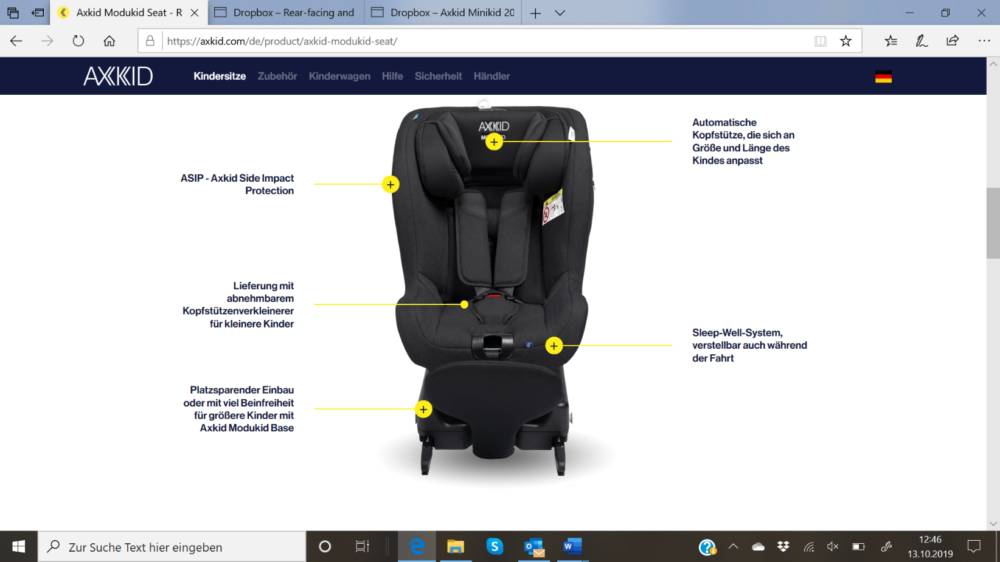 Axkid Modukid Seat - R
Dropbox – Rear-facing and
Dropbox – Axkid Minikid 20
https://axkid.com/de/product/axkid-modukid-seat/
AXKID
Kindersitze
Zubehör
Kinderwagen
Hilfe
Sicherheit
Händler
AXKID
Automatische
Kopfstütze, die sich an
Größe und Länge des
Kindes anpasst
ASIP - Axkid Side Impact
Protection
Lieferung mit
abnehmbarem
Kopfstützenverkleinerer
für kleinere Kinder
Sleep-Well-System,
verstellbar auch während
der Fahrt
Platzsparender Einbau
oder mit viel Beinfreiheit
für größere Kinder mit
Axkid Modukid Base
Zur Suche Text hier eingeben
12:46
13.10.2019